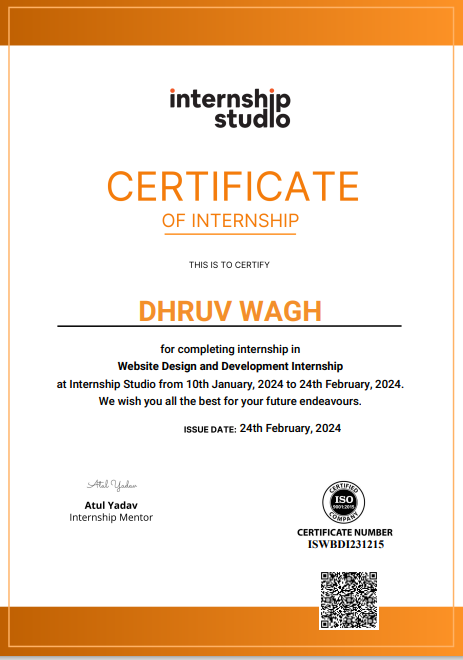 internship
studio
CERTIFICATE
OF INTERNSHIP
THIS IS TO CERTIFY
DHRUV WAGH
for completing internship in
Website Design and Development Internship
at Internship Studio from 10th January, 2024 to 24th February, 2024.
We wish you all the best for your future endeavours.
ISSUE DATE: 24th February, 2024
Atul Yadav
Atul Yadav
Internship Mentor
CERTIFIED
ISO
9001:2015
COMPANY
CERTIFICATE NUMBER
ISWBDI231215